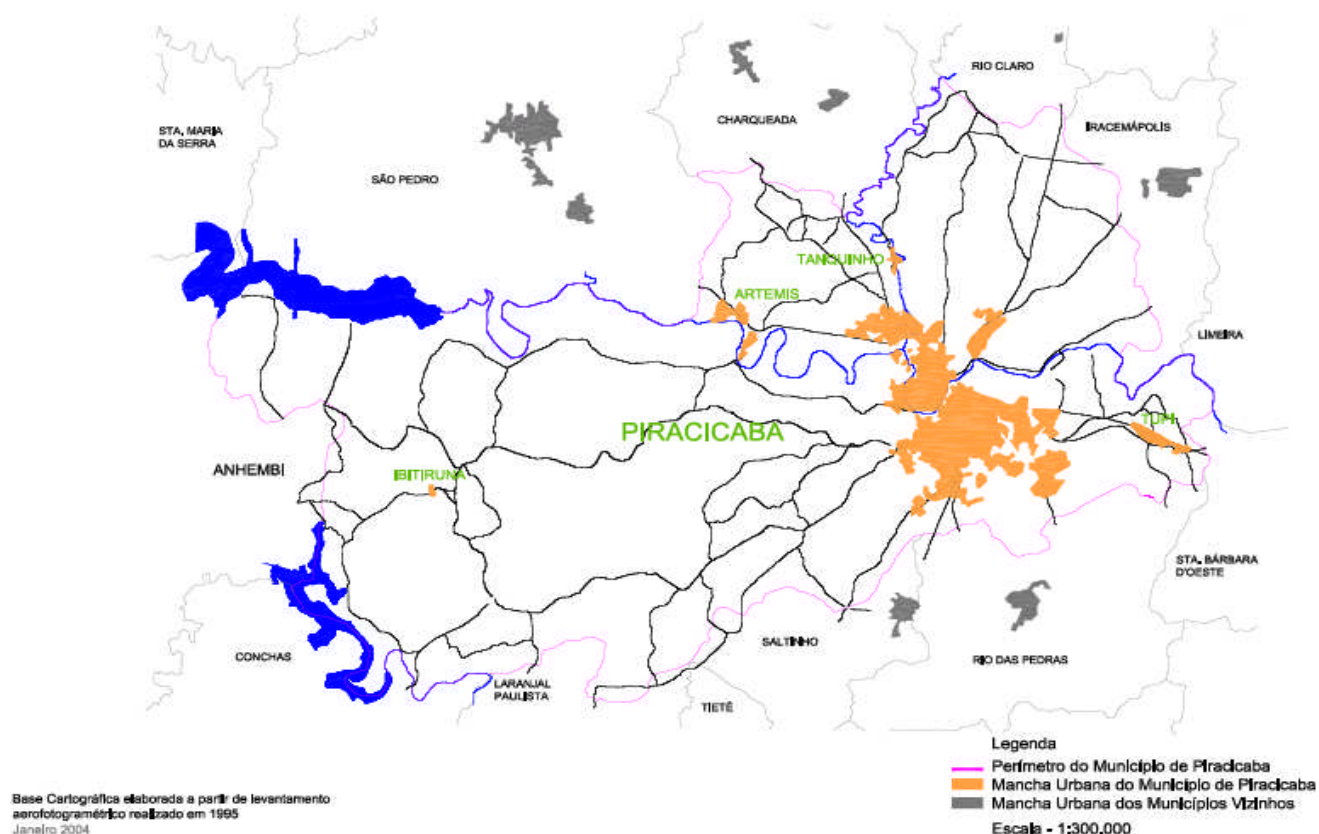 RIO CLARO
CHARQUEADA
IRACEMÁPOLIS
STA. MARIA
DA SERRA
SÃO PEDRO
TANQUINHO
ARTEMIS
LIMEIRA
TUPI
PIRACICABA
ANHEMBI
IBITIRUNA
STA. BÁRBARA
D'OESTE
SALTINHO
CONCHAS
RIO DAS PEDRAS
LARANJAL
PAULISTA
TIETÊ
Legenda
Perímetro do Município de Piracicaba
Mancha Urbana do Município de Piracicaba
Mancha Urbana dos Municípios Vizinhos
Escala - 1:300.000
Base Cartográfica elaborada a partir de levantamento
aerofotogramétrico realizado em 1995
Janeiro 2004